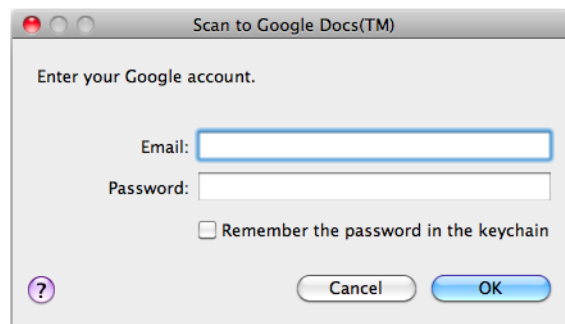 Scan to Google Docs(TM)
Enter your Google account.
Email:
Password:
Remember the password in the keychain
?
Cancel
OK